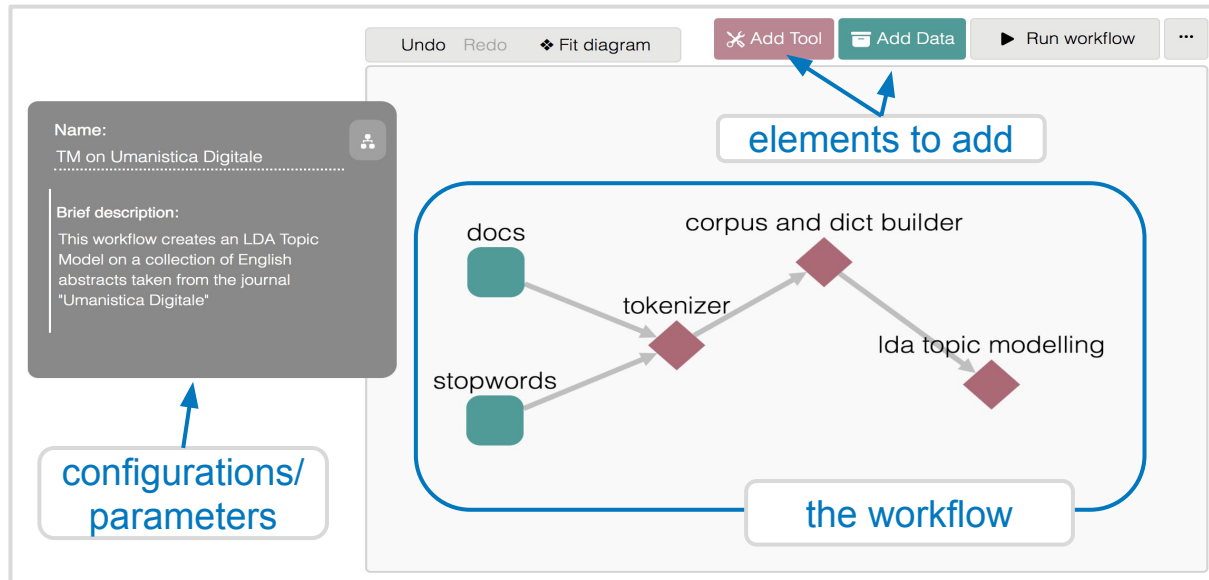 Undo Redo ❖ Fit diagram
Add Tool
Add Data
▶ Run workflow
...
elements to add
Name:
TM on Umanistica Digitale
Brief description:
This workflow creates an LDA Topic
Model on a collection of English
abstracts taken from the journal
"Umanistica Digitale"
configurations/
parameters
docs
corpus and dict builder
tokenizer
lda topic modelling
stopwords
the workflow